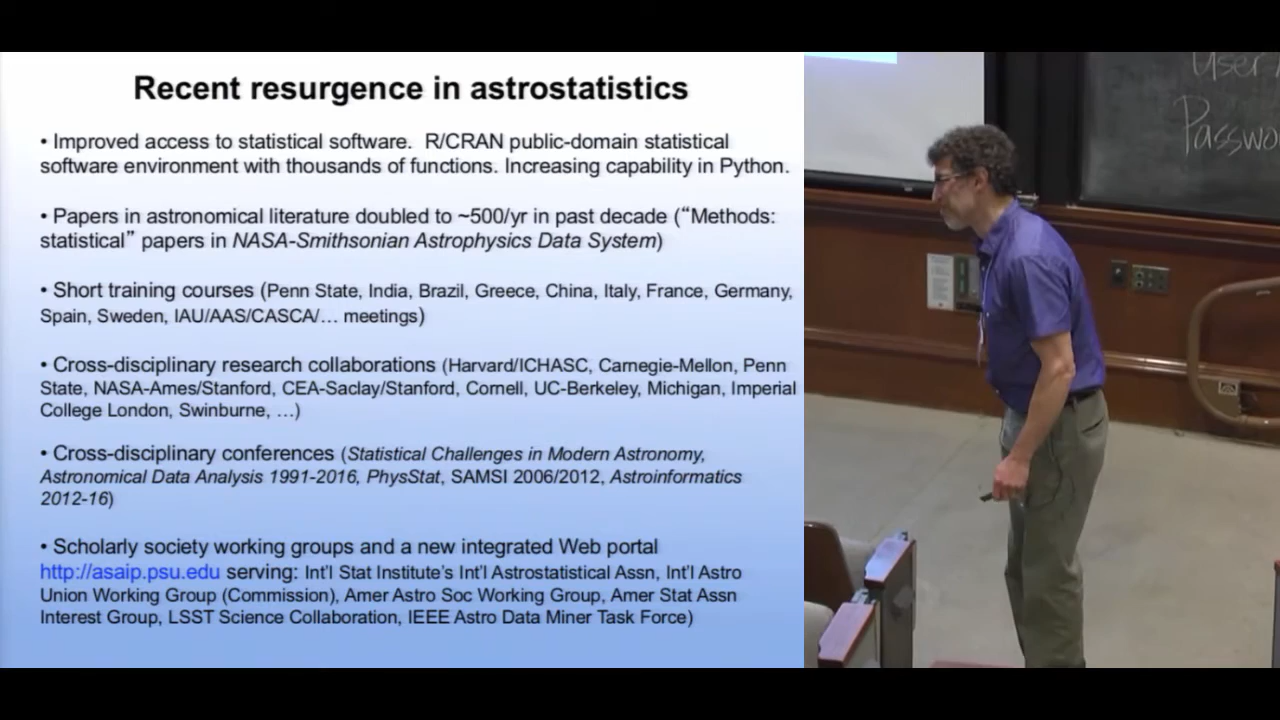 Recent resurgence in astrostatistics
• Improved access to statistical software. R/CRAN public-domain statistical
software environment with thousands of functions. Increasing capability in Python.
• Papers in astronomical literature doubled to ~500/yr in past decade (“Methods:
statistical” papers in NASA-Smithsonian Astrophysics Data System)
• Short training courses (Penn State, India, Brazil, Greece, China, Italy, France, Germany,
Spain, Sweden, IAU/AAS/CASCA/… meetings)
• Cross-disciplinary research collaborations (Harvard/ICHASC, Carnegie-Mellon, Penn
State, NASA-Ames/Stanford, CEA-Saclay/Stanford, Cornell, UC-Berkeley, Michigan, Imperial
College London, Swinburne, …)
• Cross-disciplinary conferences (Statistical Challenges in Modern Astronomy,
Astronomical Data Analysis 1991-2016, PhysStat, SAMSI 2006/2012, Astroinformatics
2012-16)
• Scholarly society working groups and a new integrated Web portal
http://asaip.psu.edu serving: Int’l Stat Institute’s Int’l Astrostatistical Assn, Int’l Astro
Union Working Group (Commission), Amer Astro Soc Working Group, Amer Stat Assn
Interest Group, LSST Science Collaboration, IEEE Astro Data Miner Task Force)
User
Passwo